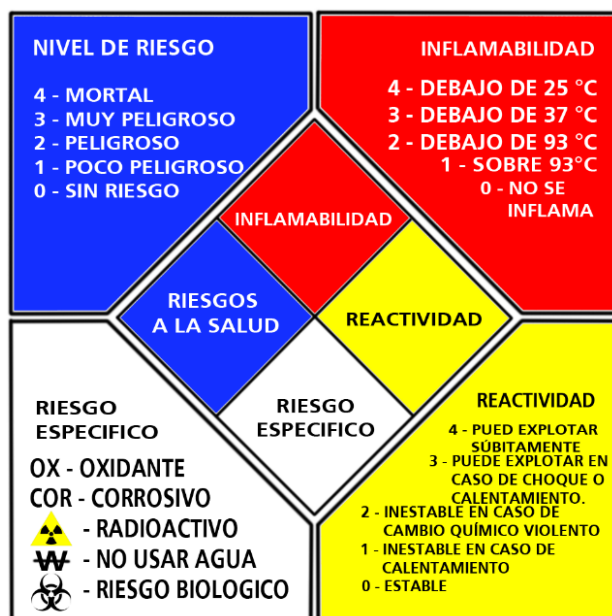 NIVEL DE RIESGO
4 - MORTAL
3 - MUY PELIGROSO
2 - PELIGROSO
1 - POCO PELIGROSO
0 - SIN RIESGO
INFLAMABILIDAD
4 - DEBAJO DE 25 °C
3 - DEBAJO DE 37 °C
2 - DEBAJO DE 93 °C
1 - SOBRE 93°C
0 - NO SE
INFLAMA
INFLAMABILIDAD
RIESGOS
A LA SALUD
REACTIVIDAD
RIESGO
ESPECIFICO
RIESGO
ESPECIFICO
OX - OXIDANTE
COR - CORROSIVO
- RADIOACTIVO
W - NO USAR AGUA
- RIESGO BIOLOGICO
REACTIVIDAD
4 - PUED EXPLOTAR
SÚBITAMENTE
3 - PUEDE EXPLOTAR EN
CASO DE CHOQUE O
CALENTAMIENTO.
2 - INESTABLE EN CASO DE
CAMBIO QUÍMICO VIOLENTO
1 - INESTABLE EN CASO DE
CALENTAMIENTO
0 - ESTABLE